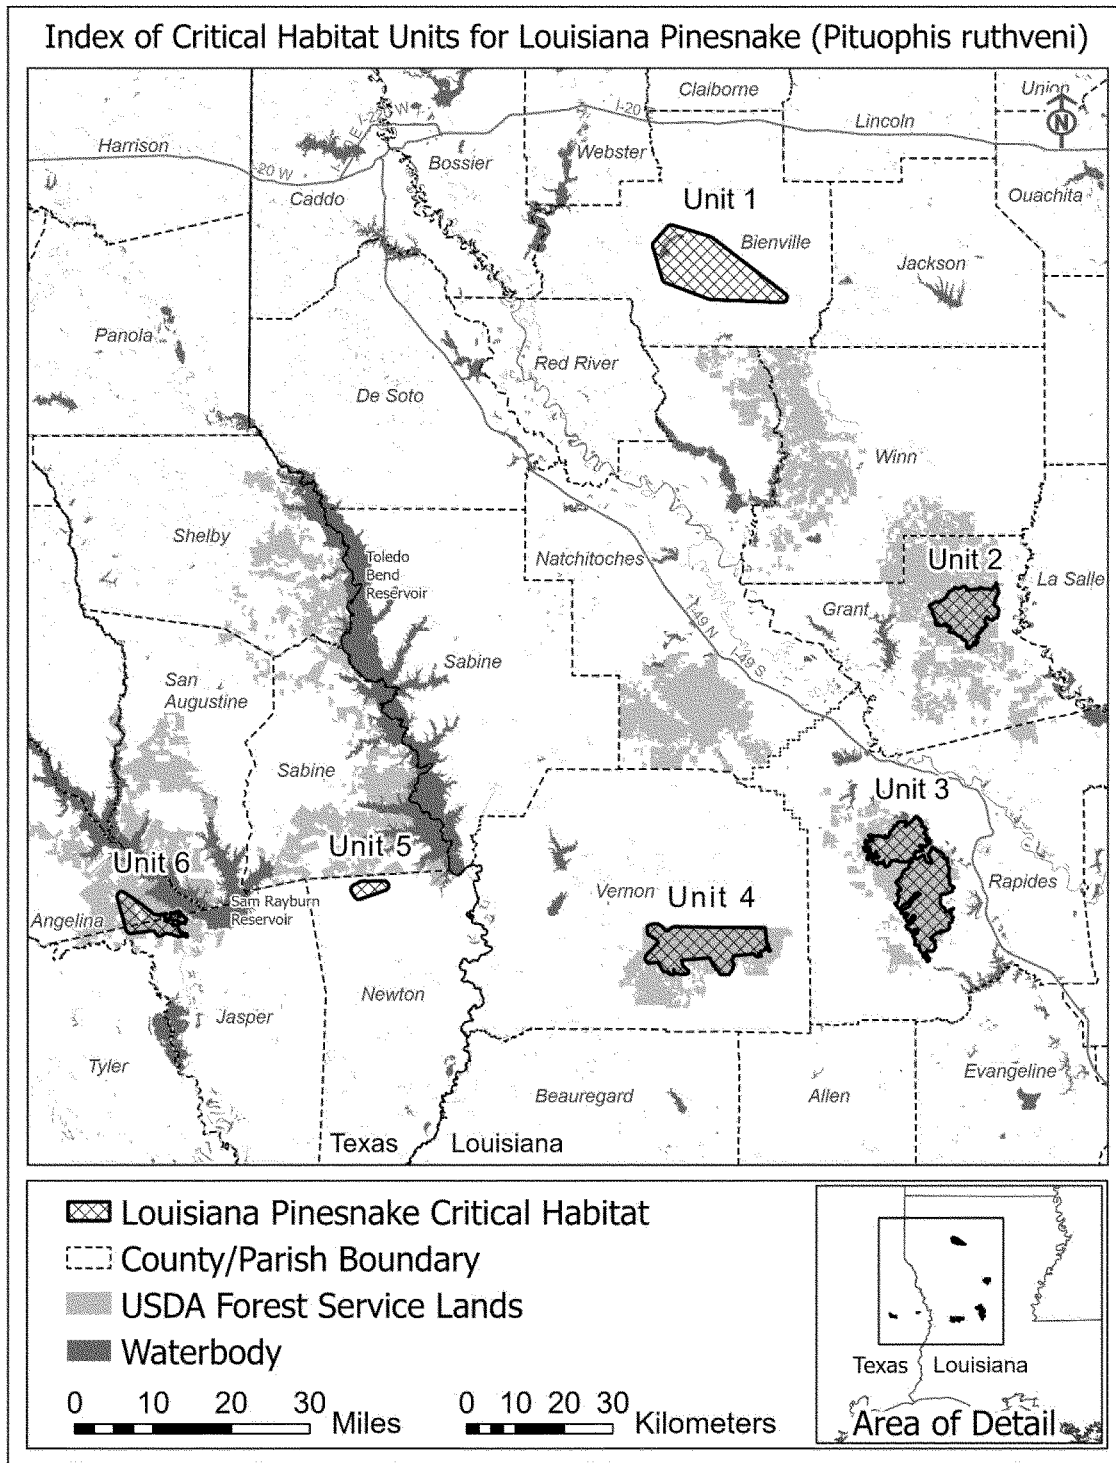 Index of Critical Habitat Units for Louisiana Pinesnake (Pituophis ruthveni)
Claiborne
Union
N
Lincoln
I-20
Harrison
Bossier
Webster
Caddo
Ouachita
Unit 1
Bienville
Jackson
Panola
Red River
De Soto
Winn
Shelby
Toledo
Bend
Reservoir
Natchitoches
Unit 2
La Salle
Grant
I-49 N
I-49 S
Sabine
San
Augustine
Sabine
Unit 3
Unit 5
Unit 6
Vernon
Unit 4
Rapides
Sam Rayburn
Reservoir
Angelina
Newton
Jasper
Tyler
Beauregard
Allen
Evangeline
Texas
Louisiana
Louisiana Pinesnake Critical Habitat
County/Parish Boundary
USDA Forest Service Lands
Waterbody
0 10 20 30 Miles
0 10 20 30 Kilometers
Texas Louisiana
Area of Detail